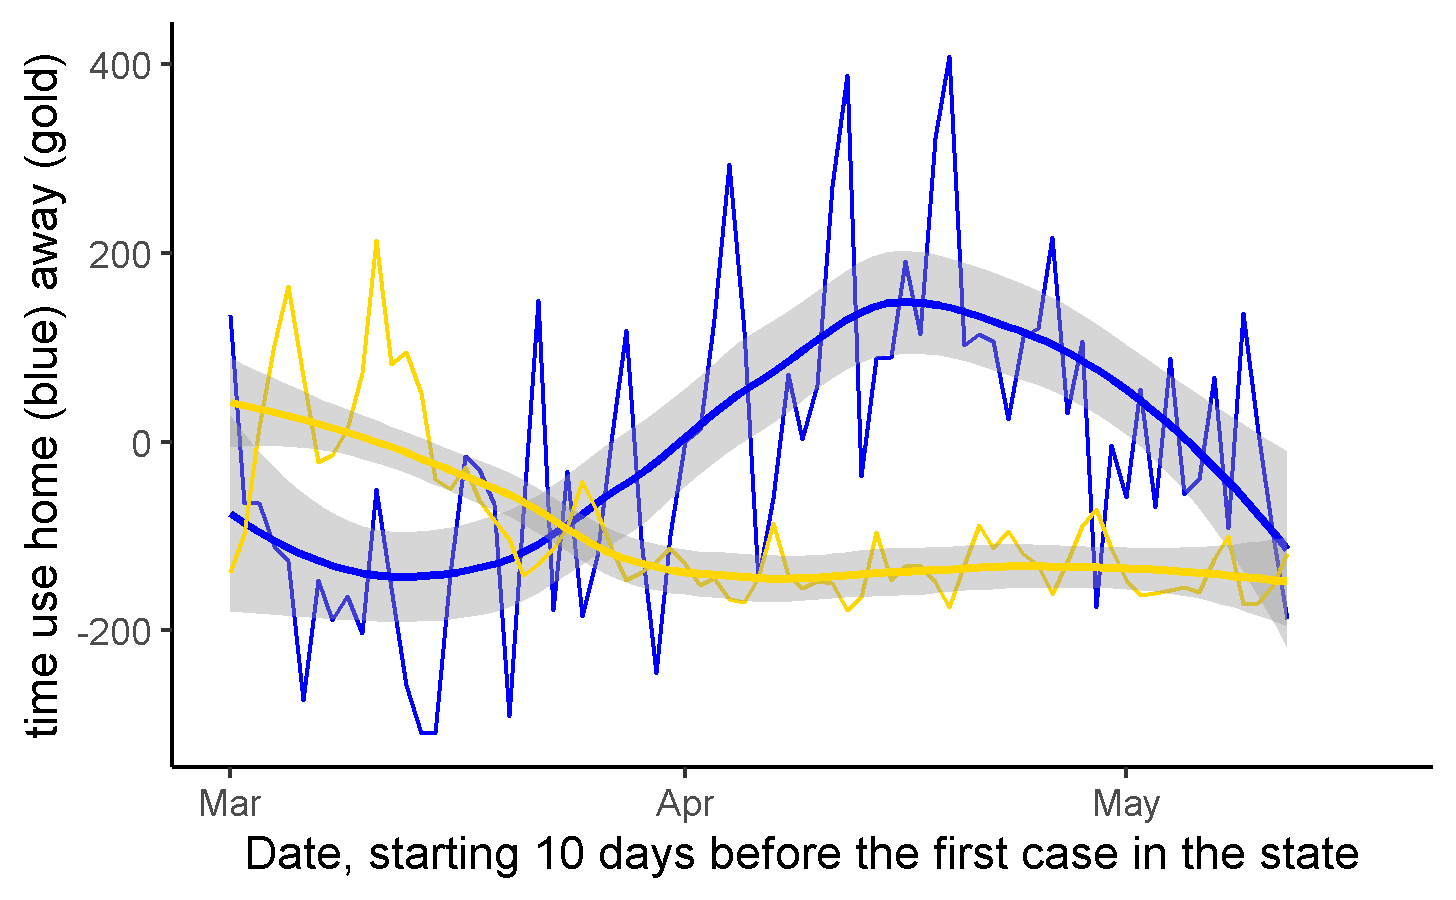 time use home (blue) away (gold)
400
200
0
-200
Mar
Apr
May
Date, starting 10 days before the first case in the state